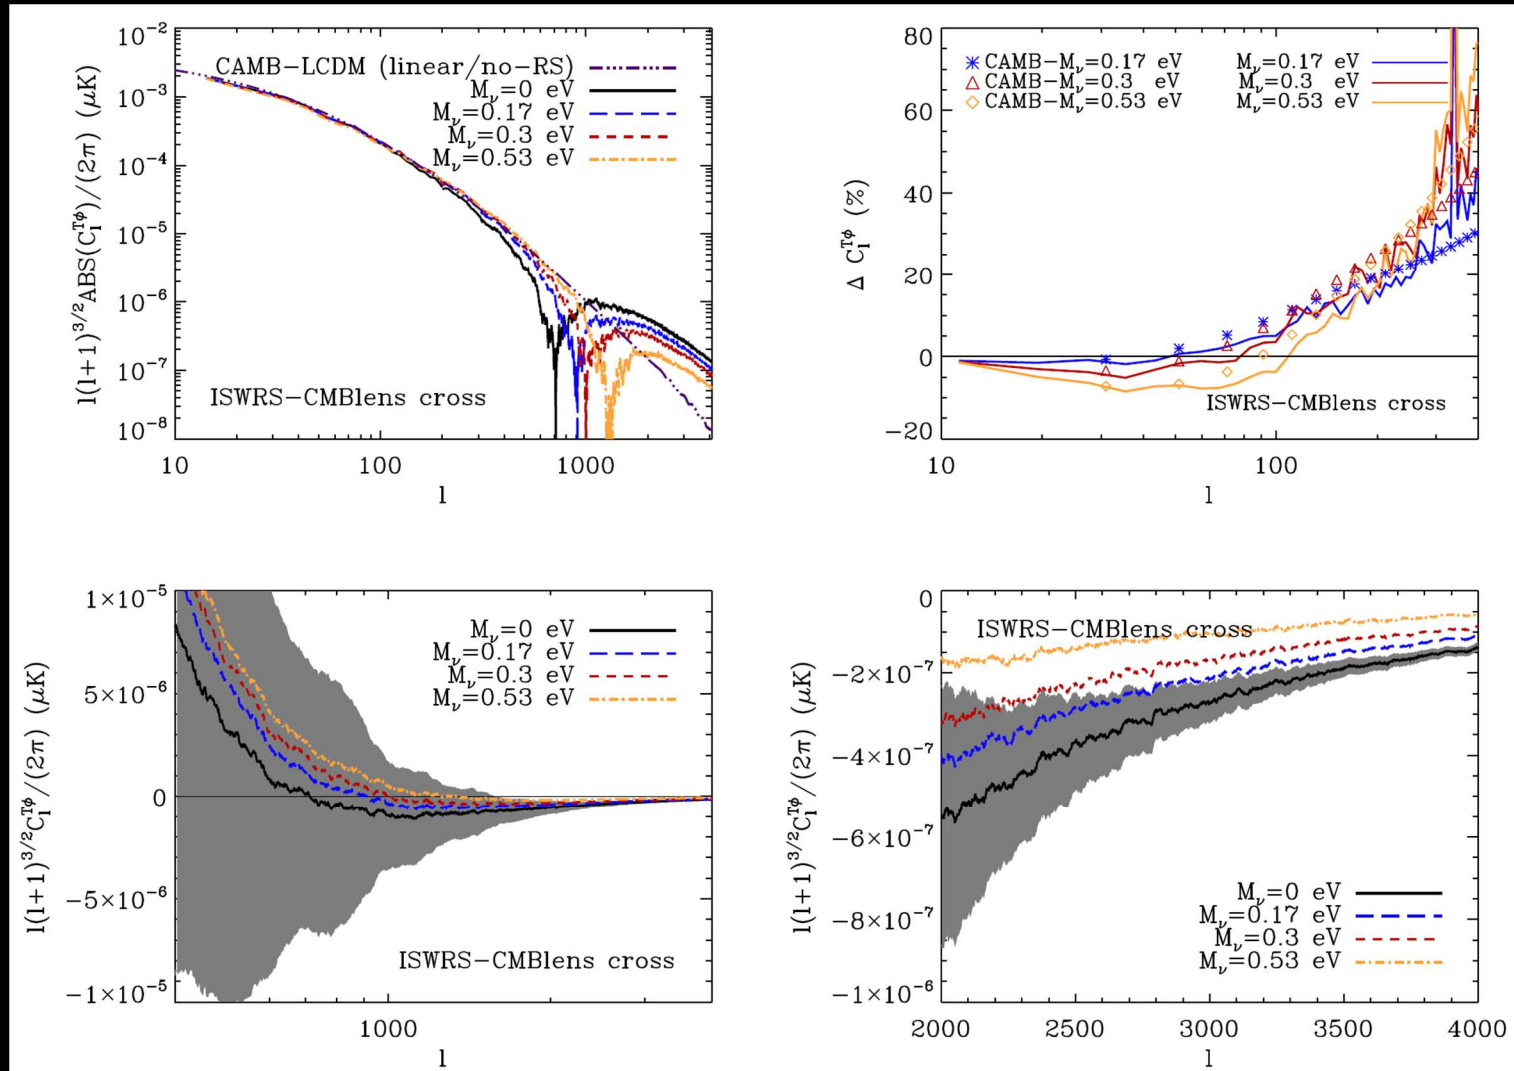 CAMB-LCDM (linear/no-RS)
M_ν=0 eV
M_ν=0.17 eV
M_ν=0.3 eV
M_ν=0.53 eV
ISWRS-CMBlens cross
l(l+1)^{3/2}ABS(C_l^{Tφ})/(2π) (μK)
10^{-2}
10^{-3}
10^{-4}
10^{-5}
10^{-6}
10^{-7}
10^{-8}
10 100 1000
l
CAMB-M_ν=0.17 eV M_ν=0.17 eV
CAMB-M_ν=0.3 eV M_ν=0.3 eV
CAMB-M_ν=0.53 eV M_ν=0.53 eV
ISWRS-CMBlens cross
Δ C_l^{Tφ} (%)
80
60
40
20
0
-20
10 100
l
M_ν=0 eV
M_ν=0.17 eV
M_ν=0.3 eV
M_ν=0.53 eV
ISWRS-CMBlens cross
l(l+1)^{3/2}C_l^{Tφ}/(2π) (μK)
1×10^{-5}
5×10^{-6}
0
-5×10^{-6}
-1×10^{-5}
1000
l
ISWRS-CMBlens cross
M_ν=0 eV
M_ν=0.17 eV
M_ν=0.3 eV
M_ν=0.53 eV
l(l+1)^{3/2}C_l^{Tφ}/(2π) (μK)
0
-2×10^{-7}
-4×10^{-7}
-6×10^{-7}
-8×10^{-7}
-1×10^{-6}
2000 2500 3000 3500 4000
l